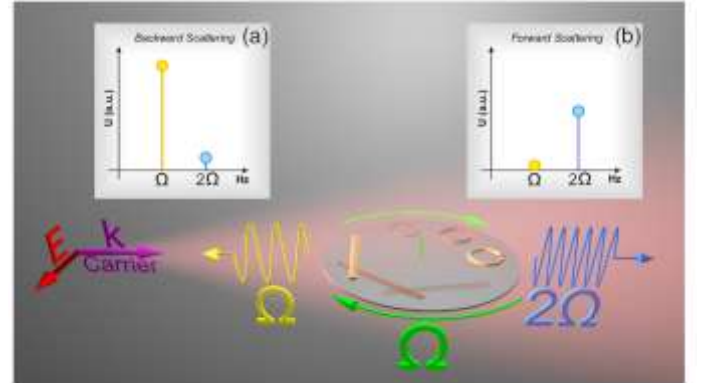 Backward Scattering (a)
U (a.u.)
Ω 2Ω Hz
Forward Scattering (b)
U (a.u.)
Ω 2Ω Hz
E k
Carrier
Ω
Ω
2Ω